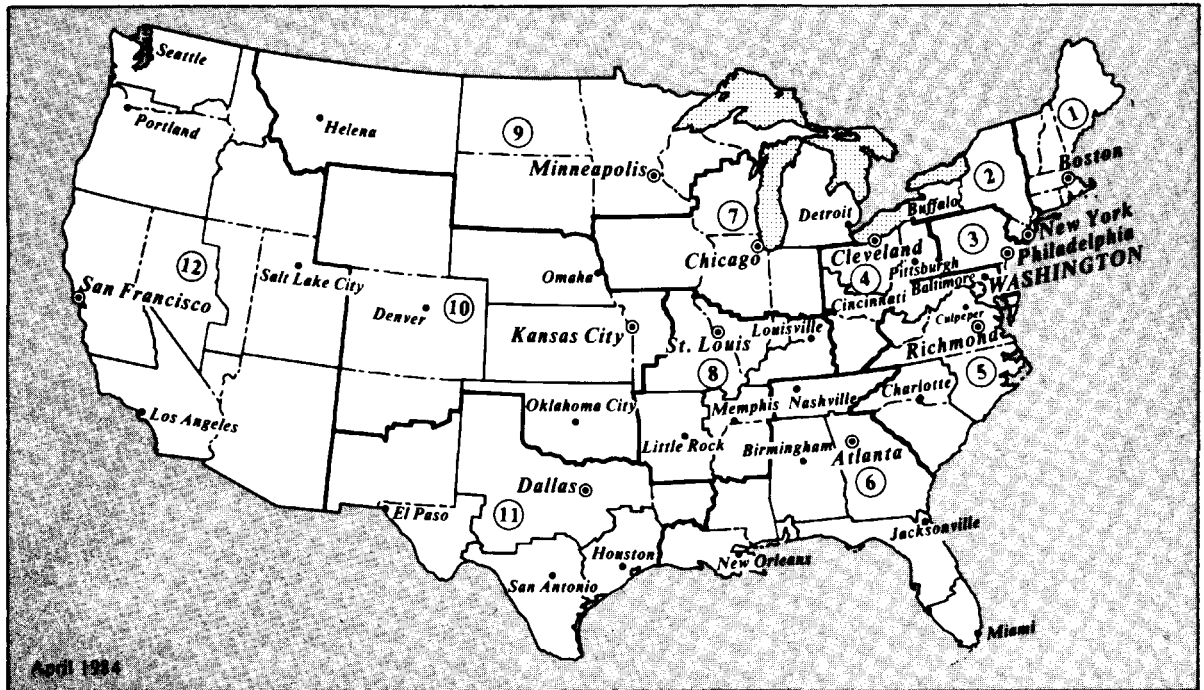 Seattle
Portland
Helena
9
1
Boston
Minneapolis
2
7
Detroit
Buffalo
New York
3
Philadelphia
Cleveland
Chicago
Pittsburgh
WASHINGTON
12
Salt Lake City
Omaha
4
Baltimore
Cincinnati
San Francisco
Denver
10
Culpeper
Kansas City
St. Louis
Louisville
Richmond
8
5
Charlotte
Los Angeles
Oklahoma City
Memphis
Nashville
Little Rock
Birmingham
Atlanta
Dallas
6
El Paso
11
Jacksonville
Houston
New Orleans
San Antonio
Miami
April 1984